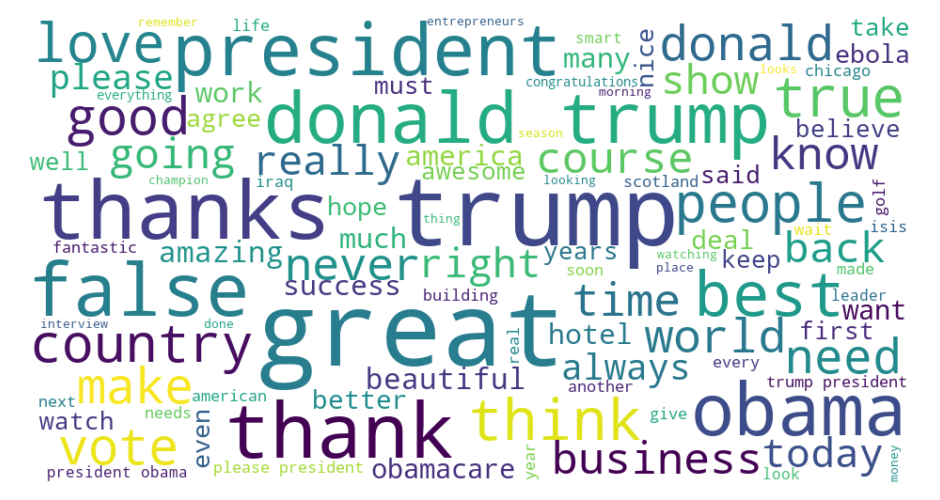 remember
life
entrepreneurs
love
president
smart
many
nice
donald
take
ebola
please
everything
work
must
congratulations
morning
show
looks
chicago
true
good
agree
donald
season
trump
believe
well
going
really
america
awesome
course
said
know
champion
iraq
looking
scotland
golf
thanks
hope
thing
trump
people
isis
fantastic
amazing
much
years
deal
wait
keep
back
never
right
soon
watching
place
made
false
success
building
time
best
leader
want
interview
done
great
real
hotel
world
first
country
always
every
need
make
beautiful
another
trump president
next
american
better
watch
needs
even
thank
think
give
obama
vote
business
today
president obama
please president
obamacare
year
look
money